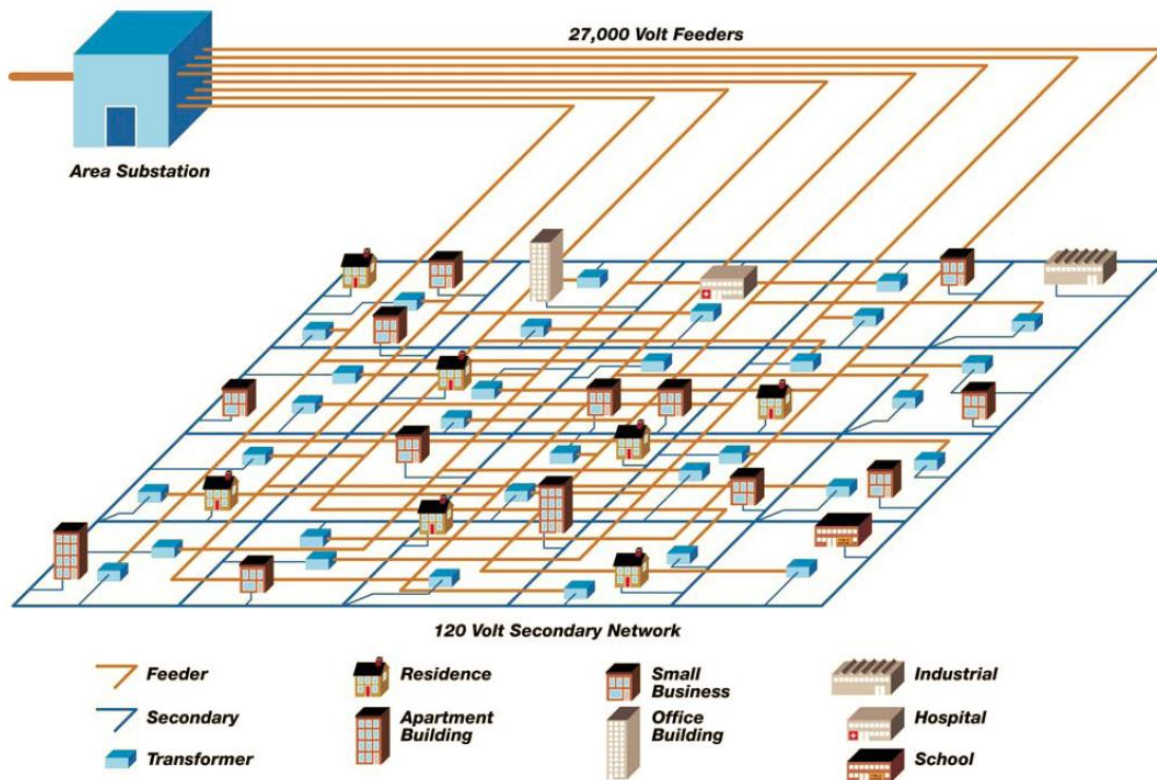 27,000 Volt Feeders
Area Substation
120 Volt Secondary Network
Feeder
Secondary
Transformer
Residence
Apartment
Building
Small
Business
Office
Building
Industrial
Hospital
School